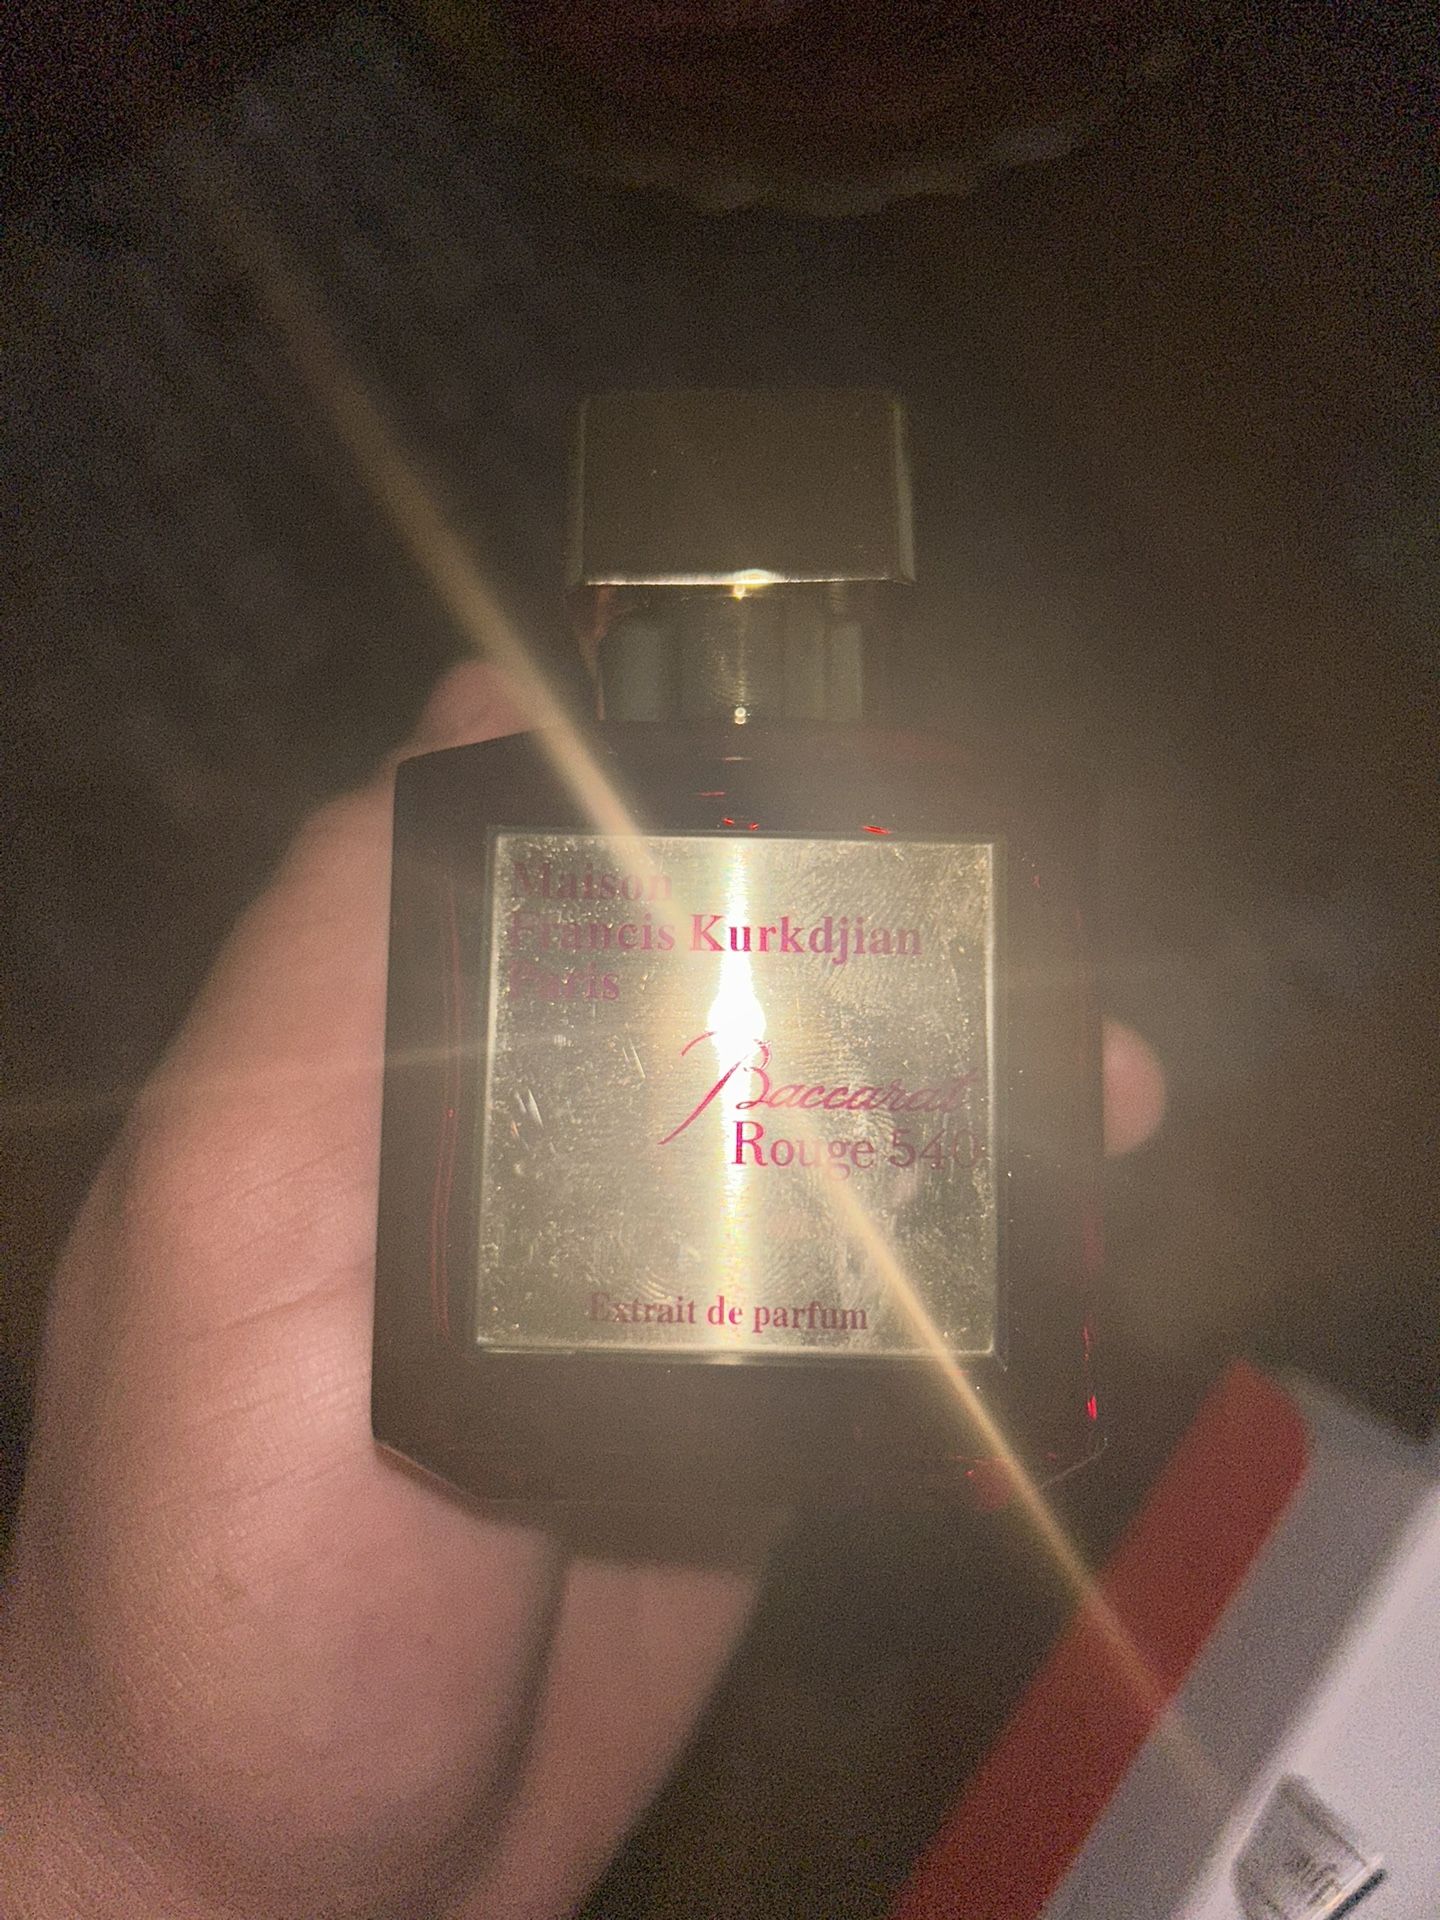 Maison
Francis Kurkdjian
Paris
Baccarat
Rouge 540
Extrait de parfum